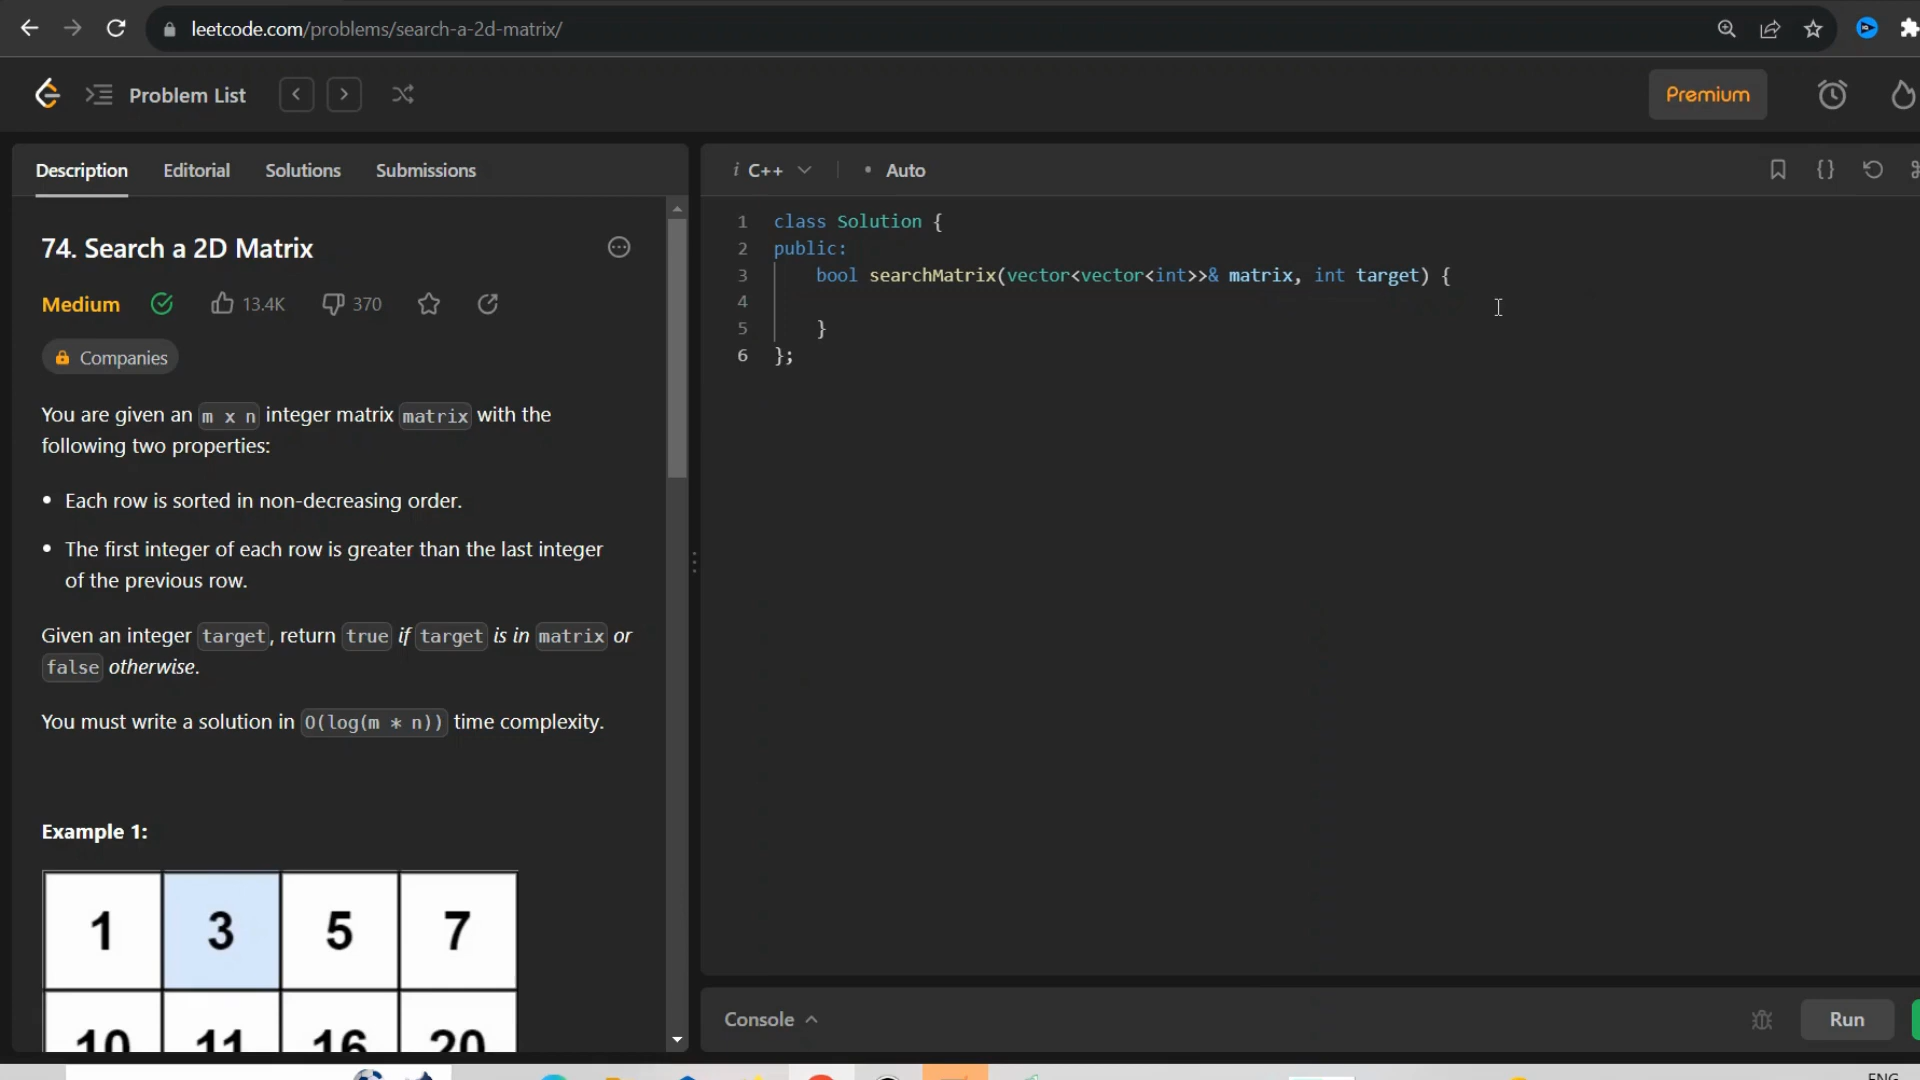 leetcode.com/problems/search-a-2d-matrix/
Problem List
Premium
Description Editorial Solutions Submissions
74. Search a 2D Matrix
Medium 13.4K 370
Companies
You are given an m x n integer matrix matrix with the
following two properties:
• Each row is sorted in non-decreasing order.
• The first integer of each row is greater than the last integer
of the previous row.
Given an integer target, return true if target is in matrix or
false otherwise.
You must write a solution in O(log(m * n)) time complexity.
Example 1:
1 3 5 7
10 11 16 20
i C++ • Auto
1 class Solution {
2 public:
3 bool searchMatrix(vector<vector<int>>& matrix, int target) {
4
5 }
6 };
Console
Run
ENG